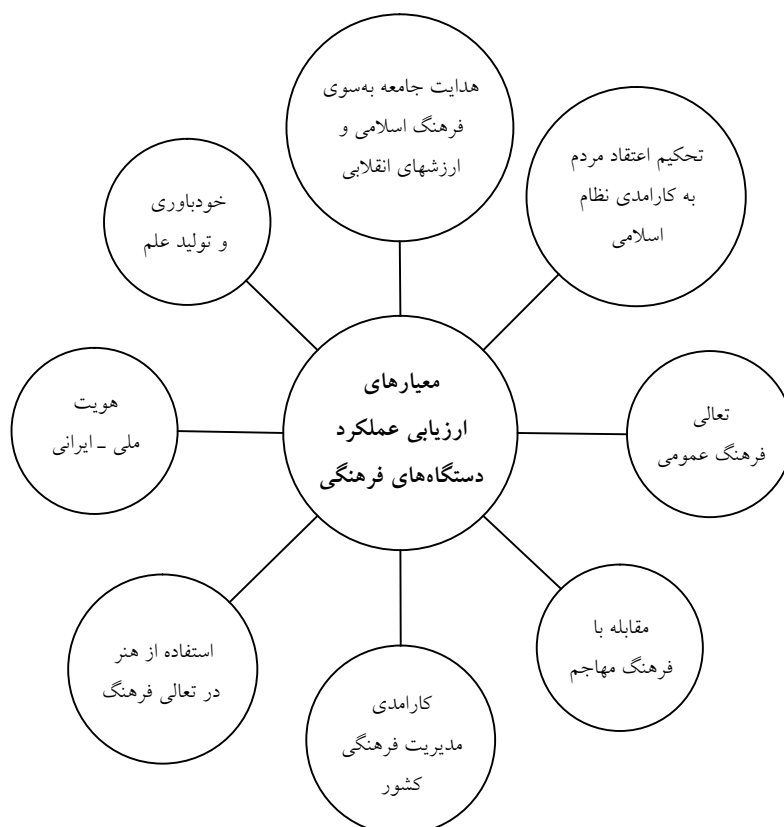 هدایت جامعه به‌سوی
فرهنگ اسلامی و
ارزشهای انقلابی
تحکیم اعتقاد مردم
به کارامدی نظام
اسلامی
خودباوری
و تولید علم
معیارهای
ارزیابی عملکرد
دستگاه‌های فرهنگی
تعالی
فرهنگ عمومی
هویت
ملی ـ ایرانی
مقابله با
فرهنگ مهاجم
استفاده از هنر
در تعالی فرهنگ
کارامدی
مدیریت فرهنگی
کشور